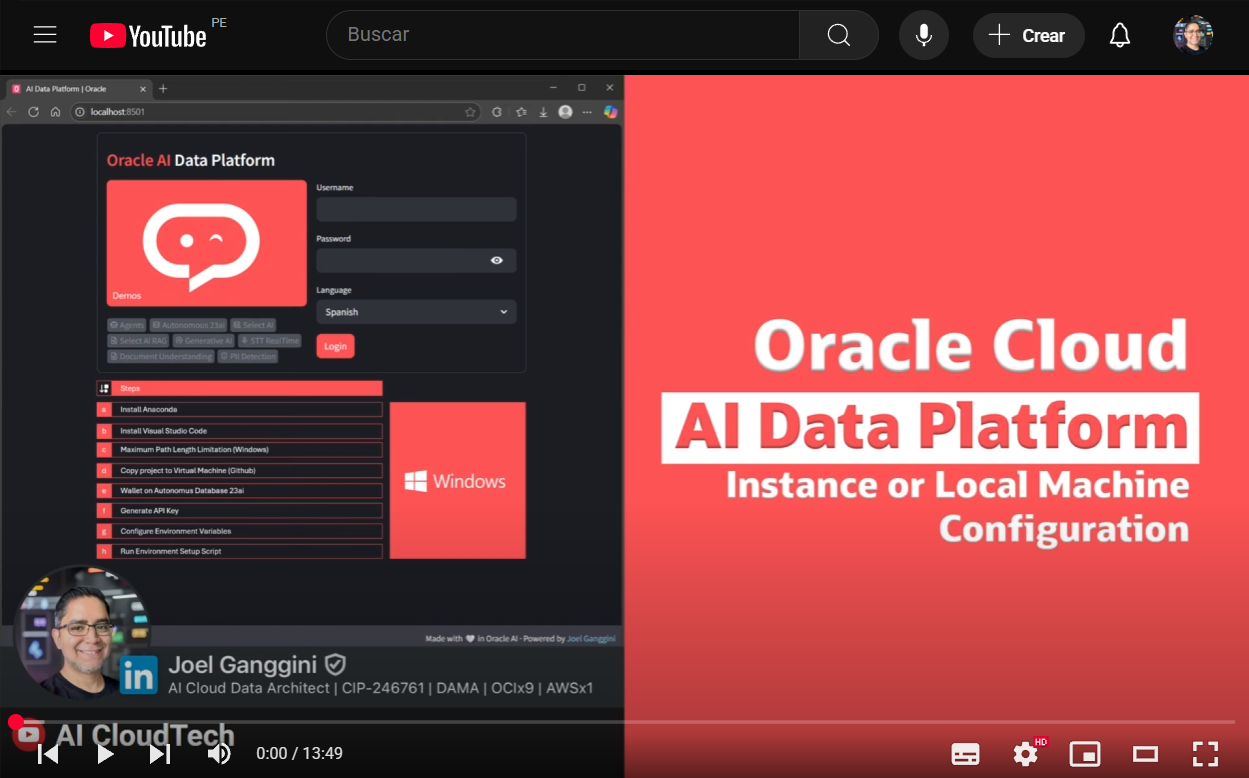 YouTube PE
Buscar
Crear
AI Data Platform | Oracle
localhost:8501
Oracle AI Data Platform
Demos
Agents
Autonomous 23ai
Select AI
Select AI RAG
Generative AI
STT RealTime
Document Understanding
PII Detection
Username
Password
Language
Spanish
Login
Steps
a Install Anaconda
b Install Visual Studio Code
c Maximum Path Length Limitation (Windows)
d Copy project to Virtual Machine (Github)
e Wallet on Autonomus Database 23ai
f Generate API Key
g Configure Environment Variables
h Run Environment Setup Script
Windows
Made with in Oracle AI · Powered by Joel Ganggini
in
Joel Ganggini
AI Cloud Data Architect | CIP-246761 | DAMA | OCIx9 | AWSx1
AI CloudTech
Oracle Cloud
AI Data Platform
Instance or Local Machine
Configuration
0:00 / 13:49
HD